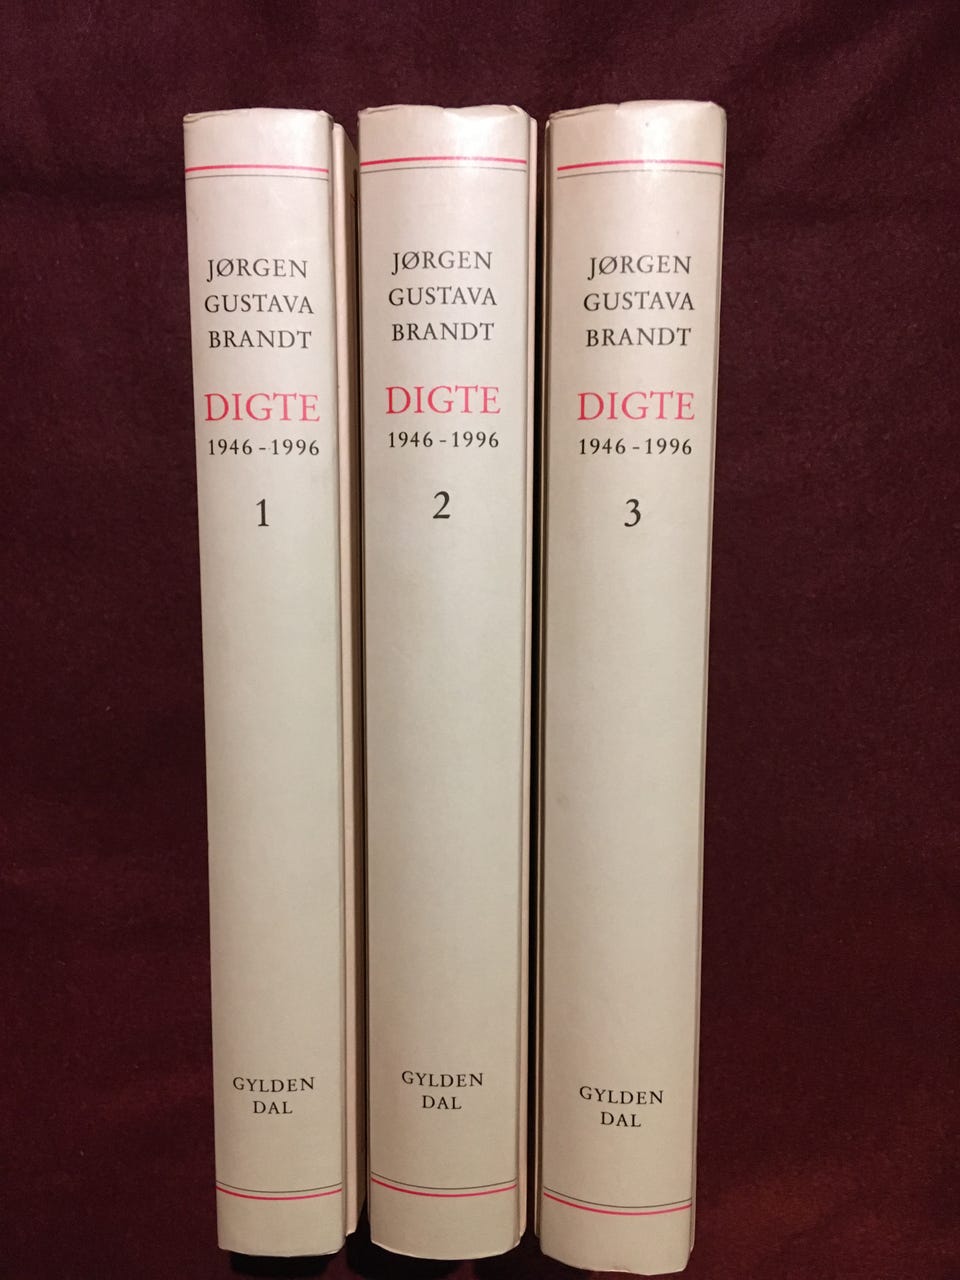 JØRGEN
GUSTAVA
BRANDT
DIGTE
1946-1996
1
GYLDEN
DAL
JØRGEN
GUSTAVA
BRANDT
DIGTE
1946-1996
2
GYLDEN
DAL
JØRGEN
GUSTAVA
BRANDT
DIGTE
1946-1996
3
GYLDEN
DAL